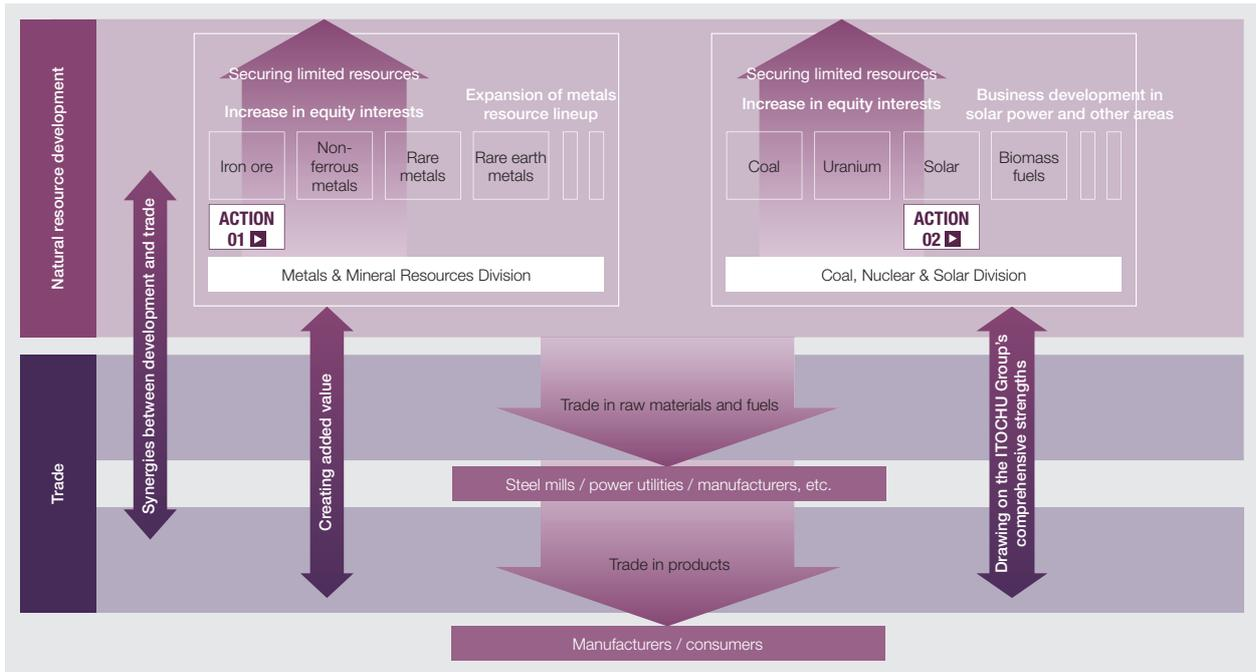 Natural resource development
Securing limited resources
Increase in equity interests
Expansion of metals
resource lineup
Iron ore
Non-
ferrous
metals
Rare
metals
Rare earth
metals
ACTION
01
Metals & Mineral Resources Division
Securing limited resources
Increase in equity interests
Business development in
solar power and other areas
Coal
Uranium
Solar
Biomass
fuels
ACTION
02
Coal, Nuclear & Solar Division
Synergies between development and trade
Creating added value
Drawing on the ITOCHU Group's
comprehensive strengths
Trade
Trade in raw materials and fuels
Steel mills / power utilities / manufacturers, etc.
Trade in products
Manufacturers / consumers